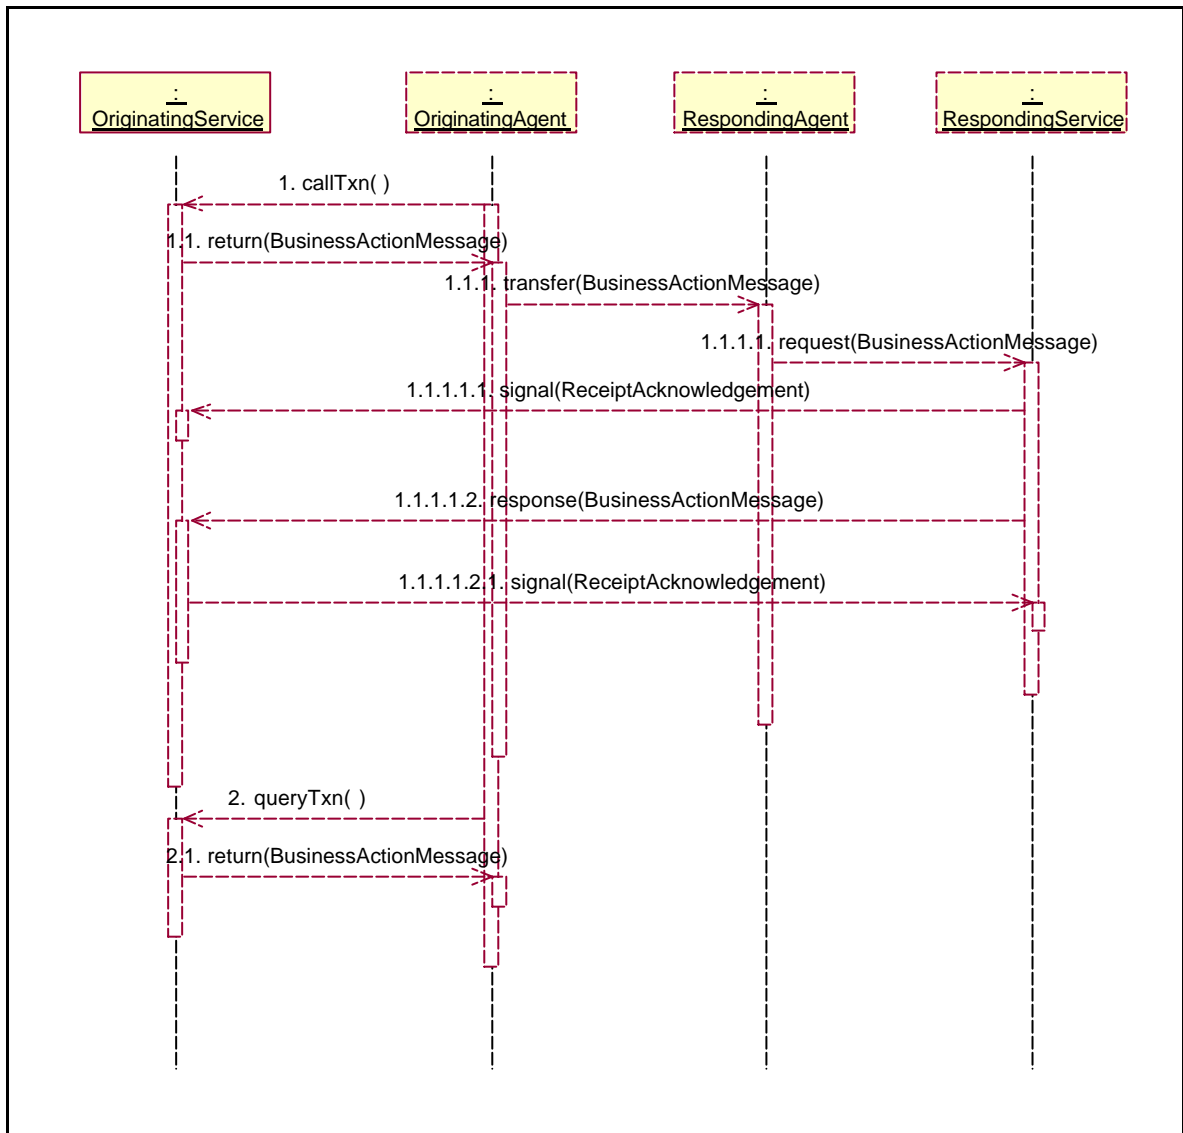 :
OriginatingService
:
OriginatingAgent
:
RespondingAgent
:
RespondingService
1. callTxn( )
1.1. return(BusinessActionMessage)
1.1.1. transfer(BusinessActionMessage)
1.1.1.1. request(BusinessActionMessage)
1.1.1.1.1. signal(ReceiptAcknowledgement)
1.1.1.1.2. response(BusinessActionMessage)
1.1.1.1.2.1. signal(ReceiptAcknowledgement)
2. queryTxn( )
2.1. return(BusinessActionMessage)